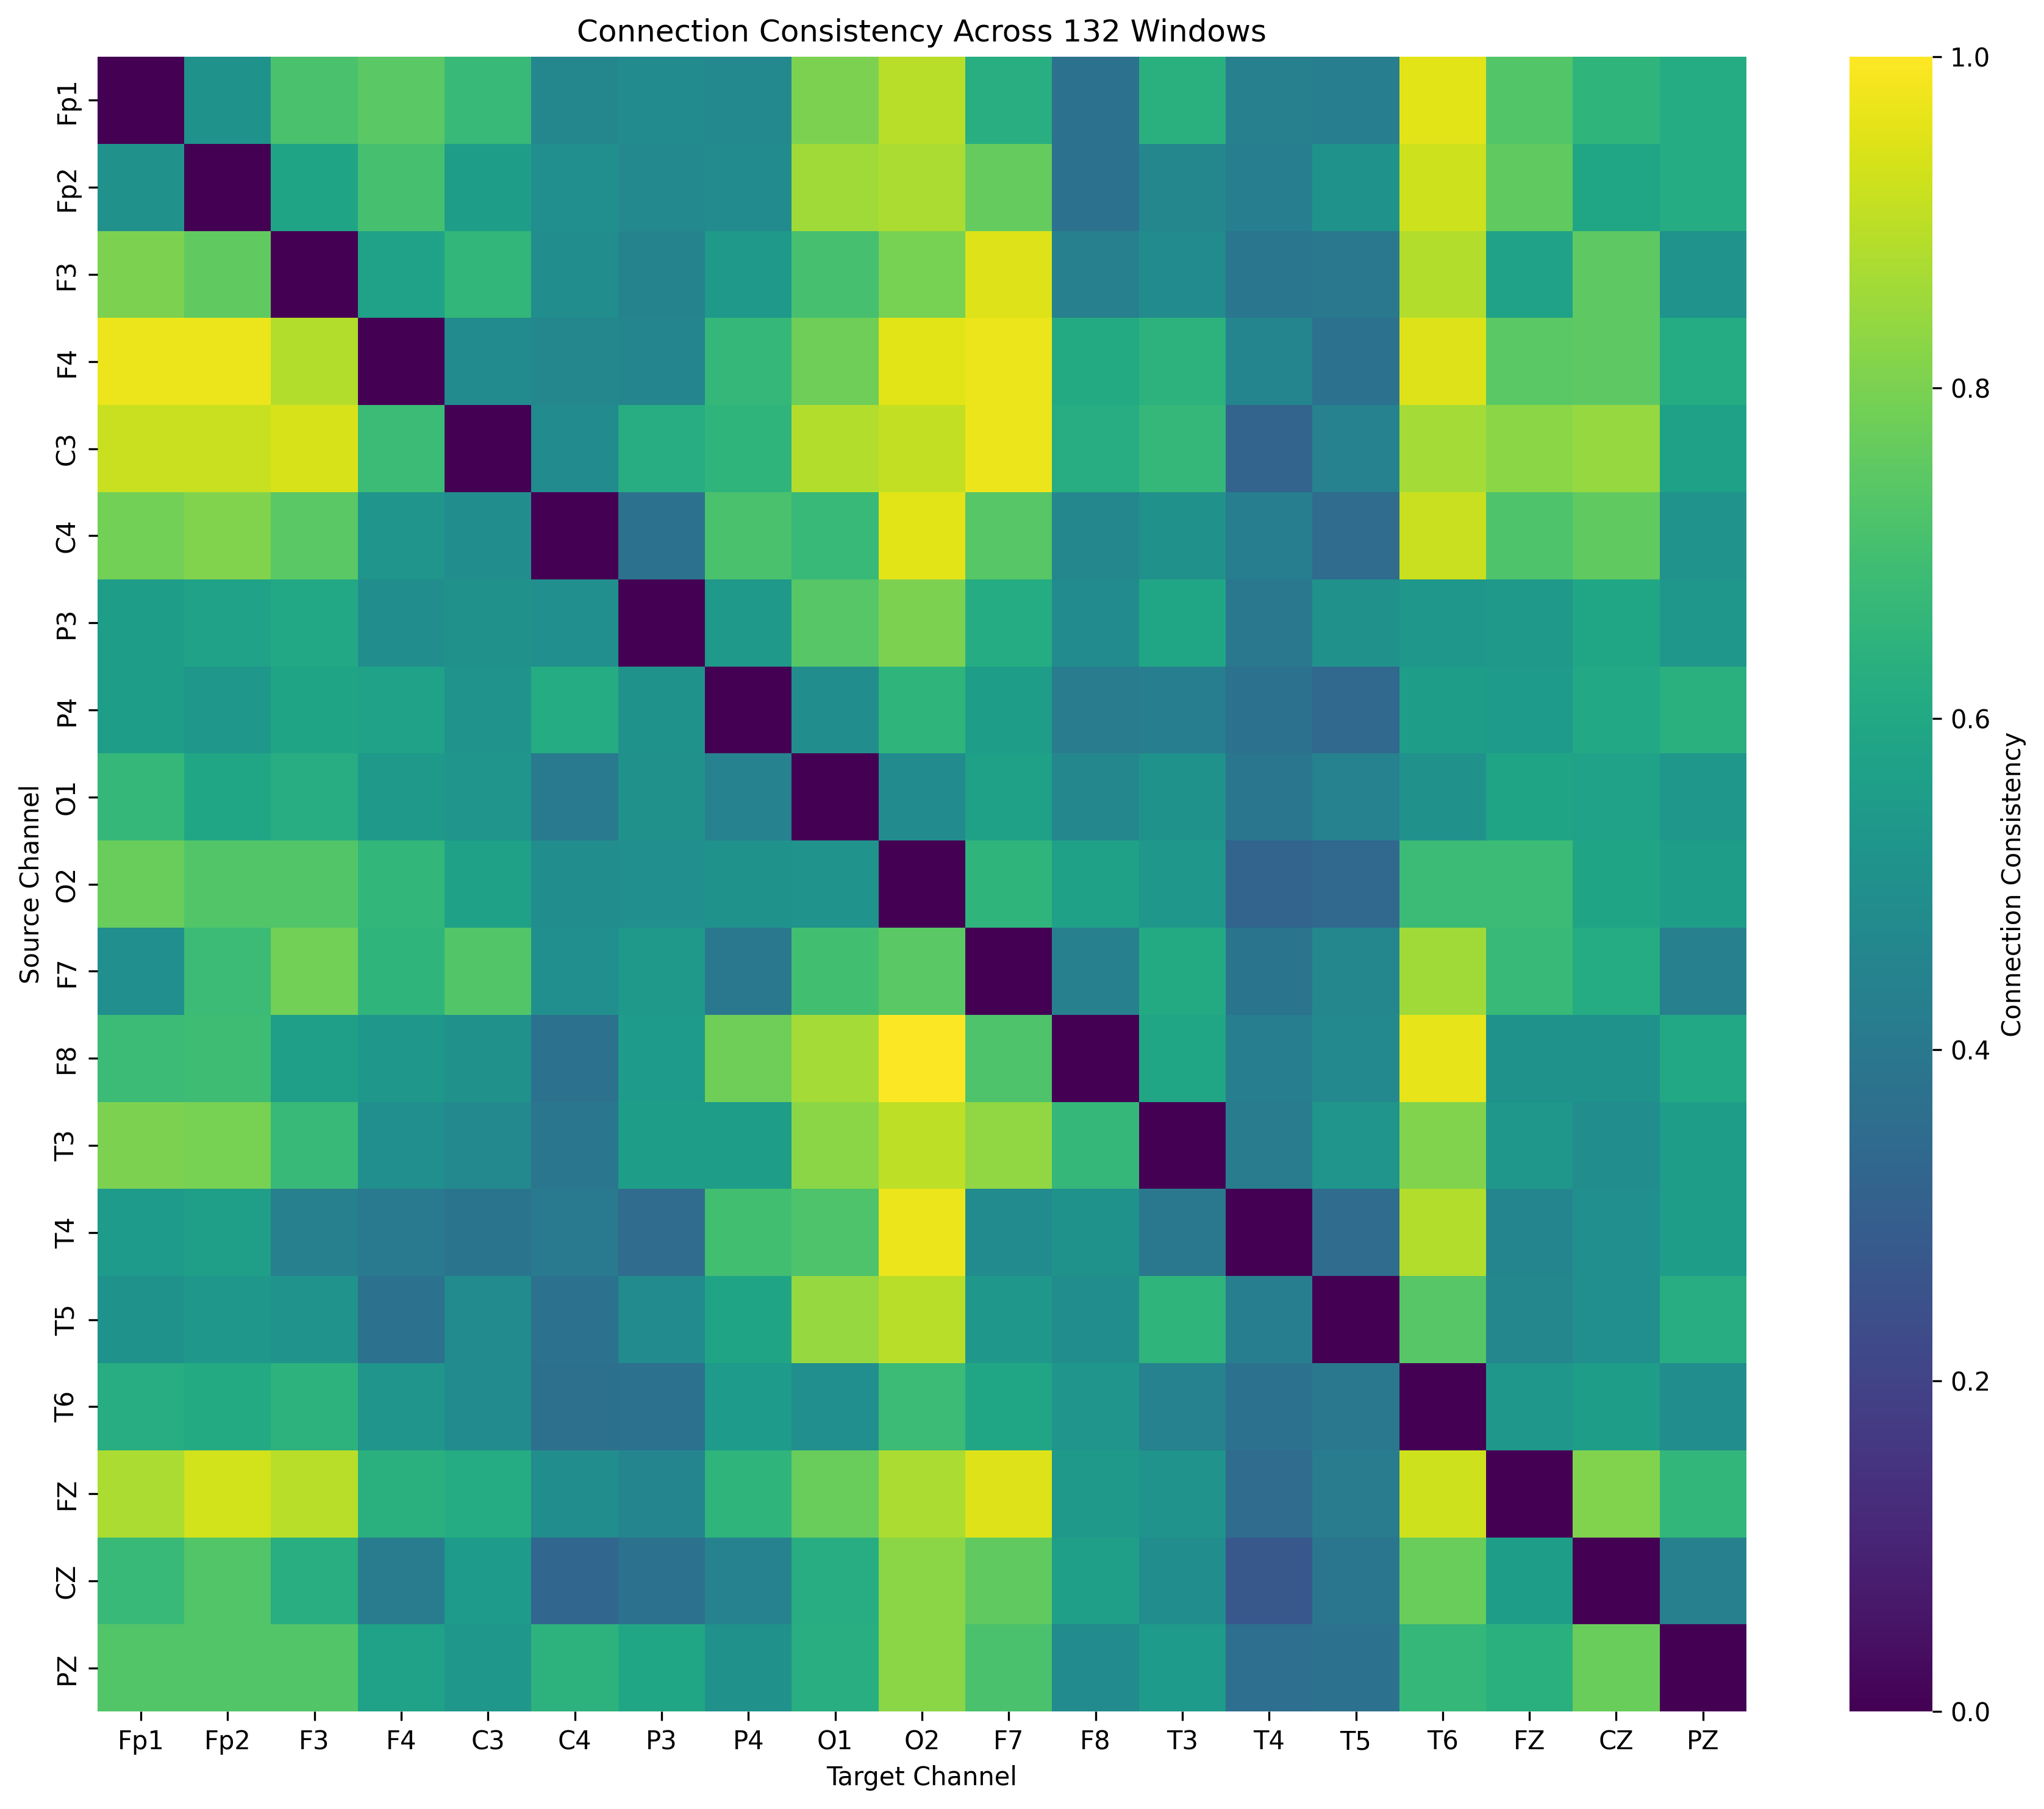 Connection Consistency Across 132 Windows
Source Channel
Fp1
Fp2
F3
F4
C3
C4
P3
P4
O1
O2
F7
F8
T3
T4
T5
T6
FZ
CZ
PZ
Fp1 Fp2 F3 F4 C3 C4 P3 P4 O1 O2 F7 F8 T3 T4 T5 T6 FZ CZ PZ
Target Channel
1.0
0.8
0.6
0.4
0.2
0.0
Connection Consistency